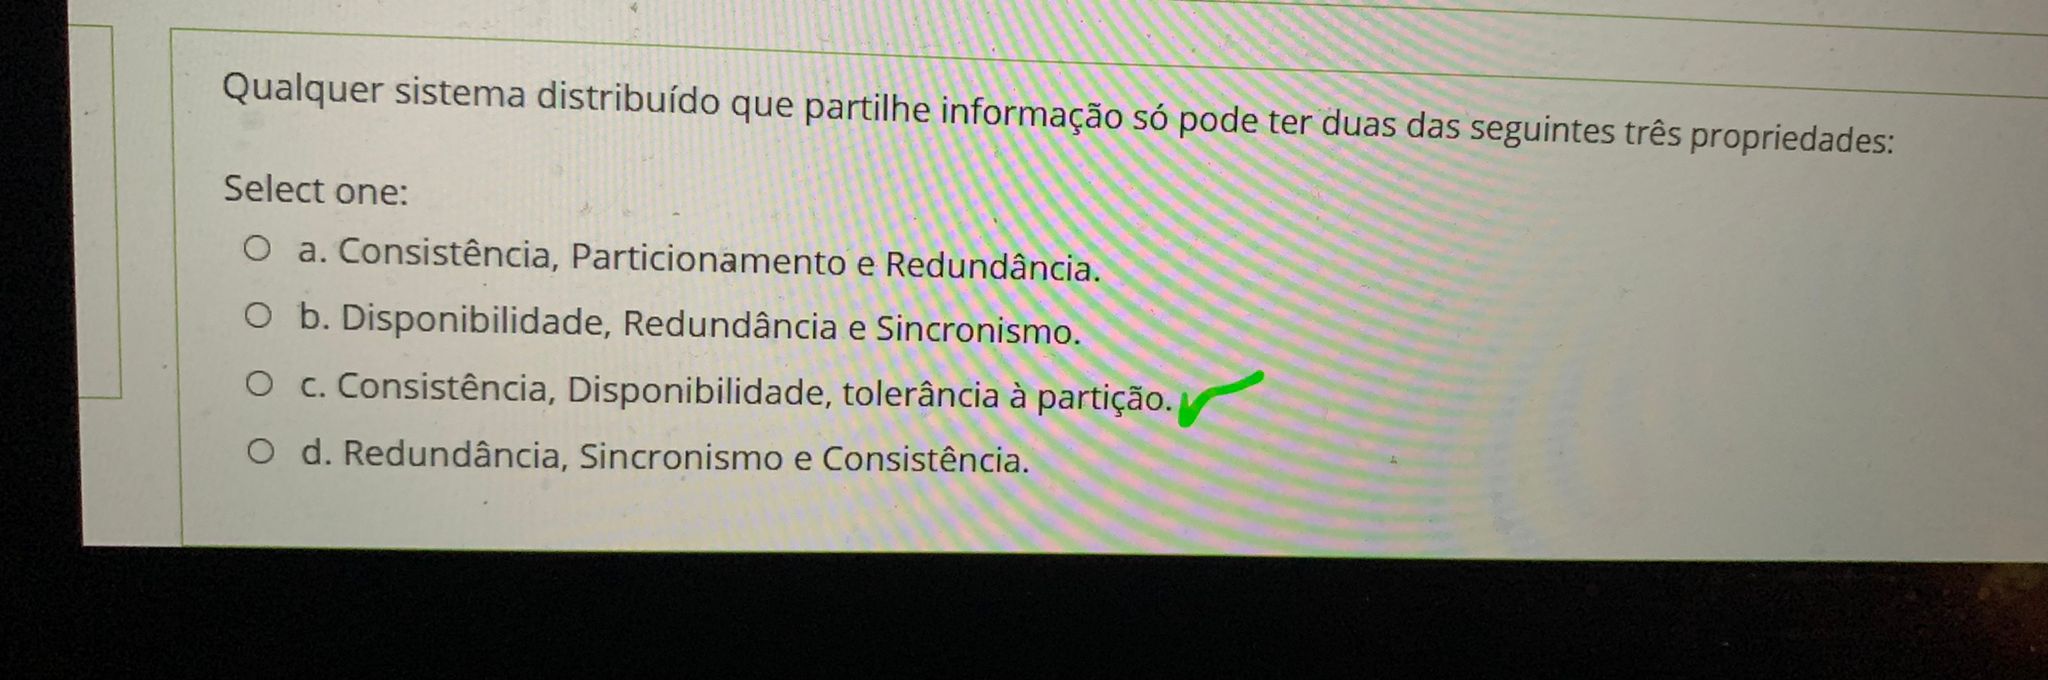 Qualquer sistema distribuído que partilhe informação só pode ter duas das seguintes três propriedades:
Select one:
a. Consistência, Particionamento e Redundância.
b. Disponibilidade, Redundância e Sincronismo.
c. Consistência, Disponibilidade, tolerância à partição.
d. Redundância, Sincronismo e Consistência.